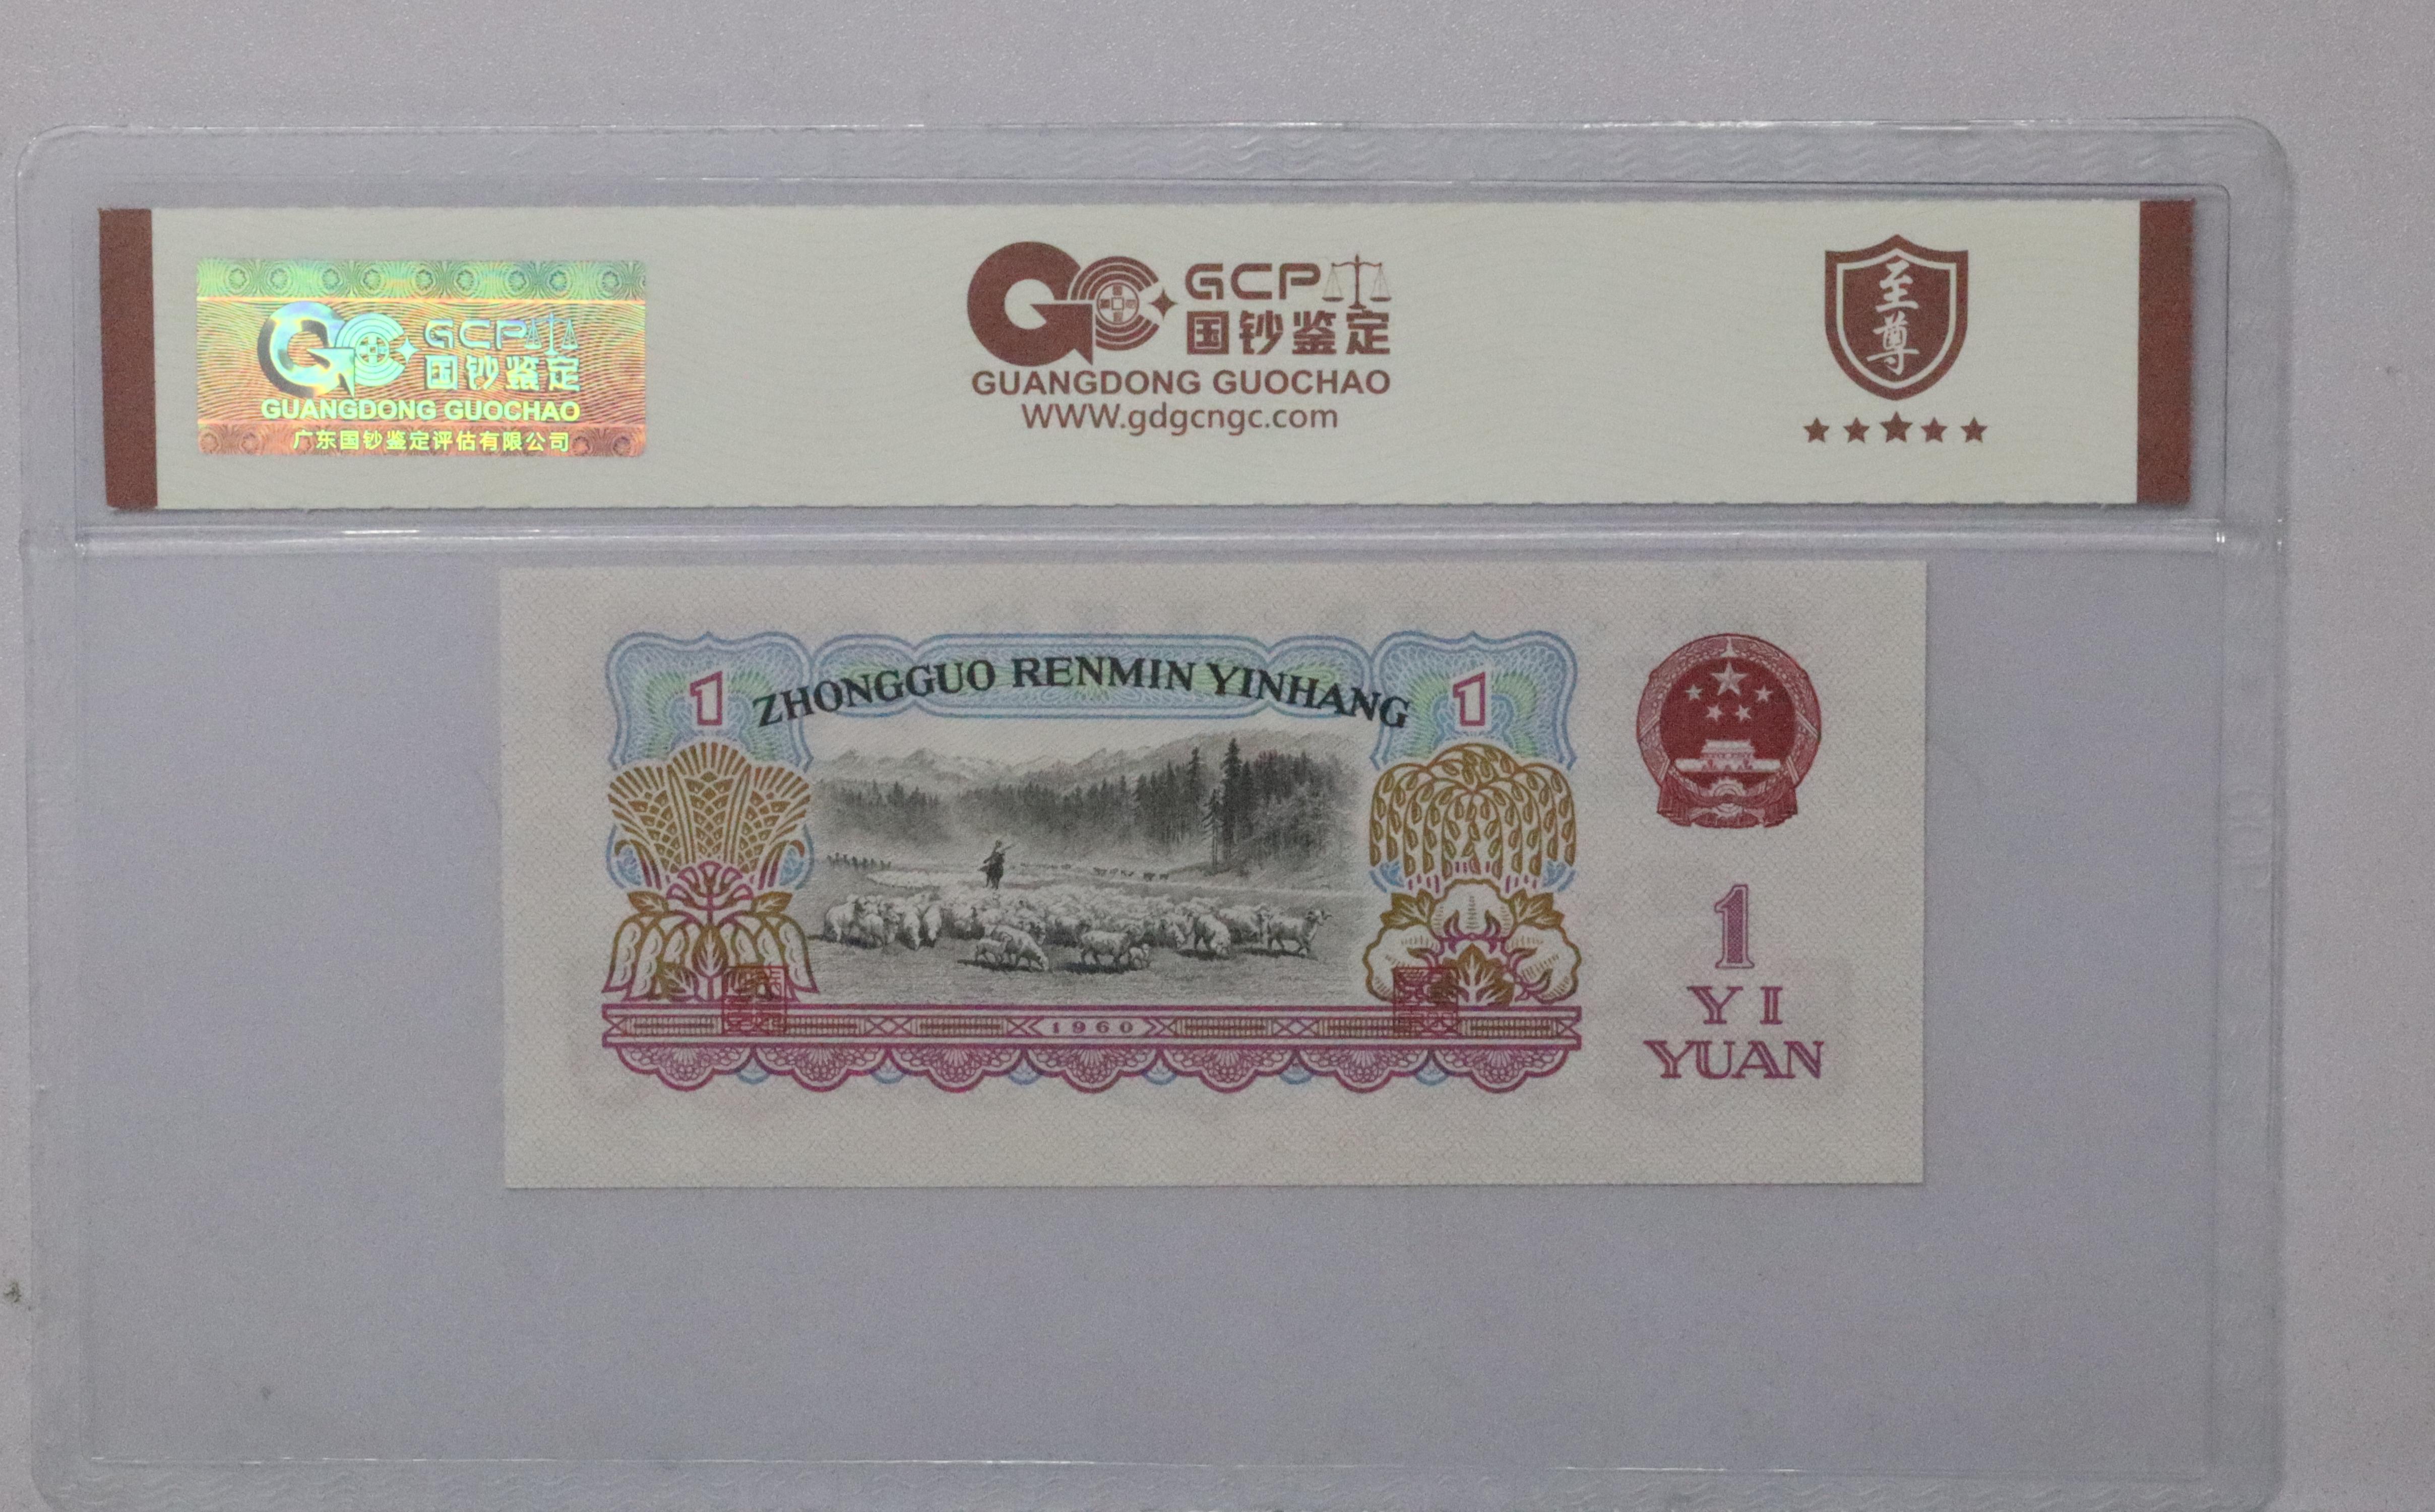 GCP
国钞鉴定
GUANGDONG GUOCHAO
广东国钞鉴定评估有限公司
GCP
国钞鉴定
GUANGDONG GUOCHAO
WWW.gdgcngc.com
至尊
1 ZHONGGUO RENMIN YINHANG 1
1960
1
YI
YUAN